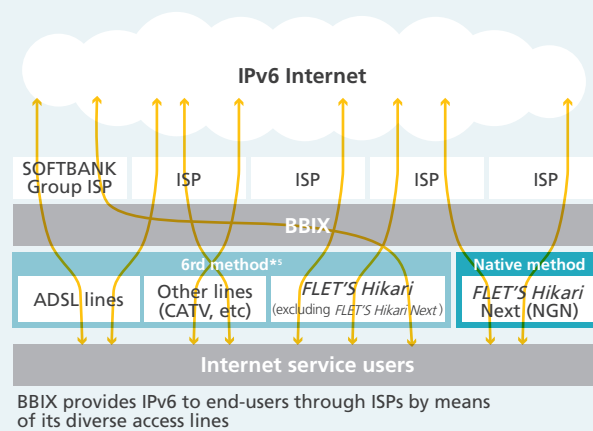 IPv6 Internet
SOFTBANK
Group ISP
ISP
ISP
ISP
ISP
BBIX
6rd method*⁵
Native method
ADSL lines
Other lines
(CATV, etc)
FLET'S Hikari
(excluding FLET'S Hikari Next)
FLET'S Hikari
Next (NGN)
Internet service users
BBIX provides IPv6 to end-users through ISPs by means
of its diverse access lines